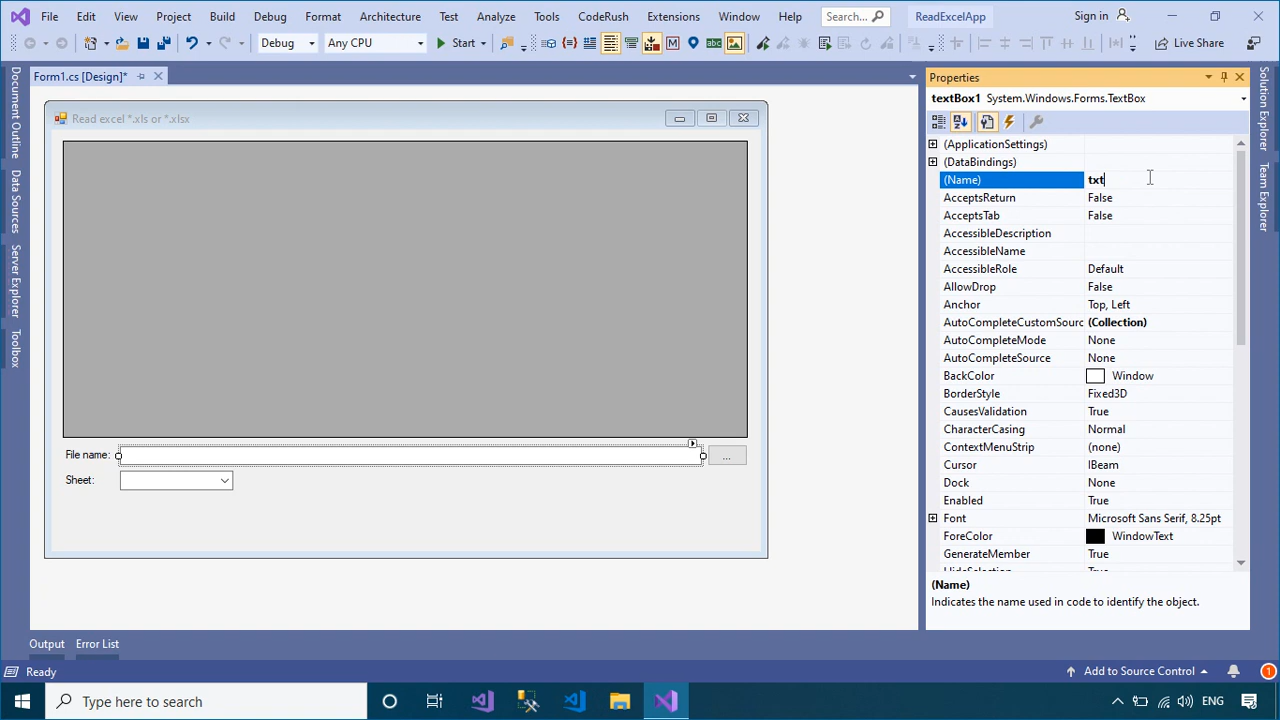 File Edit View Project Build Debug Format Architecture Test Analyze Tools CodeRush Extensions Window Help Search... ReadExcelApp Sign in
Debug Any CPU Start Live Share
Form1.cs [Design]*
Document Outline
Data Sources
Server Explorer
Toolbox
Read excel *.xls or *.xlsx
File name:
...
Sheet:
Properties
textBox1 System.Windows.Forms.TextBox
(ApplicationSettings)
(DataBindings)
(Name) txt
AcceptsReturn False
AcceptsTab False
AccessibleDescription
AccessibleName
AccessibleRole Default
AllowDrop False
Anchor Top, Left
AutoCompleteCustomSourc (Collection)
AutoCompleteMode None
AutoCompleteSource None
BackColor Window
BorderStyle Fixed3D
CausesValidation True
CharacterCasing Normal
ContextMenuStrip (none)
Cursor IBeam
Dock None
Enabled True
Font Microsoft Sans Serif, 8.25pt
ForeColor WindowText
GenerateMember True
HideSelection True
(Name)
Indicates the name used in code to identify the object.
Solution Explorer
Team Explorer
Output Error List
Ready Add to Source Control 1
Type here to search ENG